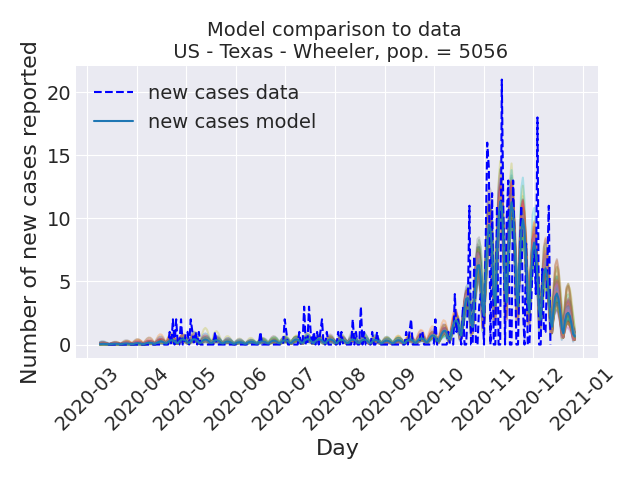 Model comparison to data
US - Texas - Wheeler, pop. = 5056
Number of new cases reported
20
15
10
5
0
new cases data
new cases model
2020-03
2020-04
2020-05
2020-06
2020-07
2020-08
2020-09
2020-10
2020-11
2020-12
2021-01
Day